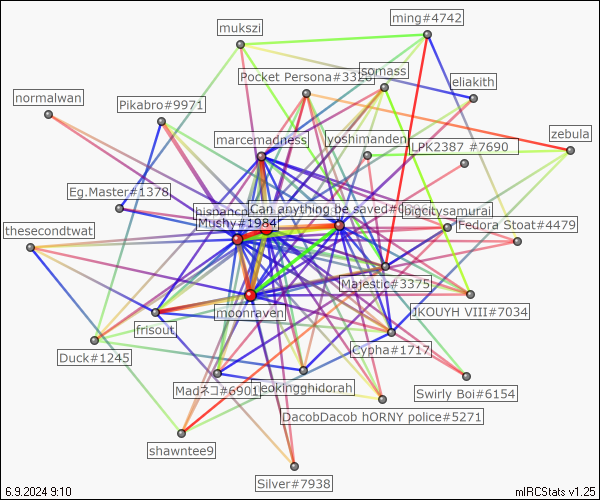 ming#4742
mukszi
Pocket Persona#3328
somass
eliakith
normalwan
Pikabro#9971
marcemadness
yoshimanden
LPK2387 #7690
zebula
Eg.Master#1378
Can anything be saved#0
bigcitysamurai
Mushy#1984
Fedora Stoat#4479
thesecondtwat
Majestic#3375
moonraven
JKOUYH VIII#7034
frisout
Duck#1245
Cypha#1717
Madネコ#6901
eokingghidorah
Swirly Boi#6154
DacobDacob hORNY police#5271
shawntee9
Silver#7938
6.9.2024 9:10
mIRCStats v1.25